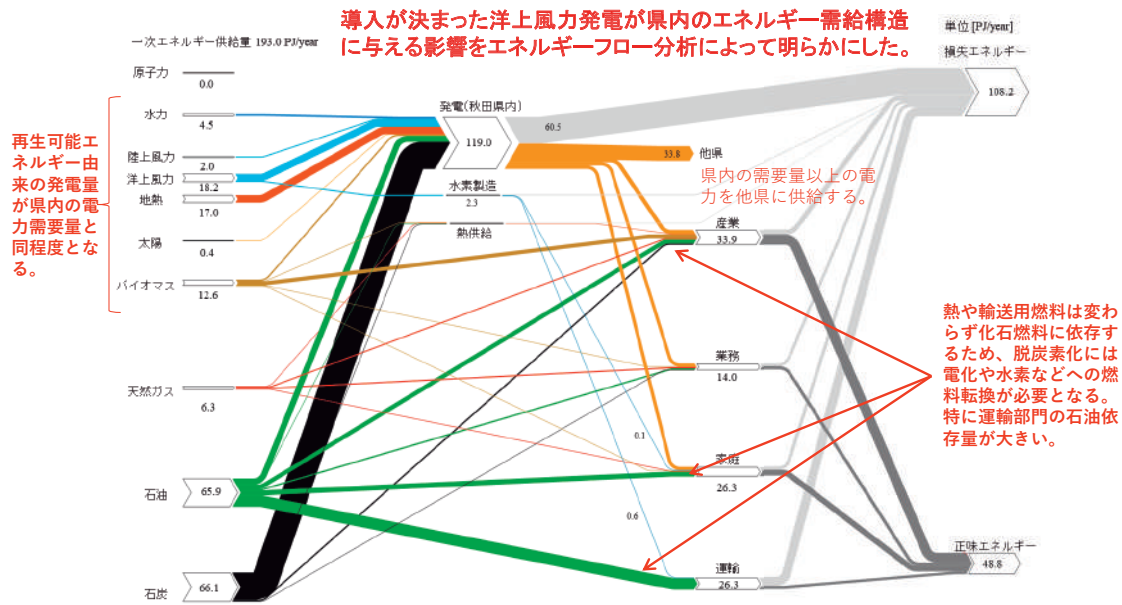 導入が決まった洋上風力発電が県内のエネルギー需給構造
に与える影響をエネルギーフロー分析によって明らかにした。
一次エネルギー供給量 193.0 PJ/year
単位 [PJ/year]
損失エネルギー
108.2
原子力
0.0
水力
4.5
陸上風力
2.0
洋上風力
18.2
地熱
17.0
太陽
0.4
バイオマス
12.6
天然ガス
6.3
石油
65.9
石炭
66.1
再生可能エ
ネルギー由
来の発電量
が県内の電
力需要量と
同程度とな
る。
発電(秋田県内)
119.0
60.5
水素製造
2.3
熱供給
33.8
他県
県内の需要量以上の電
力を他県に供給する。
産業
33.9
業務
14.0
0.1
家庭
26.3
0.6
運輸
26.3
熱や輸送用燃料は変わ
らず化石燃料に依存す
るため、脱炭素化には
電化や水素などへの燃
料転換が必要となる。
特に運輸部門の石油依
存量が大きい。
正味エネルギー
48.8